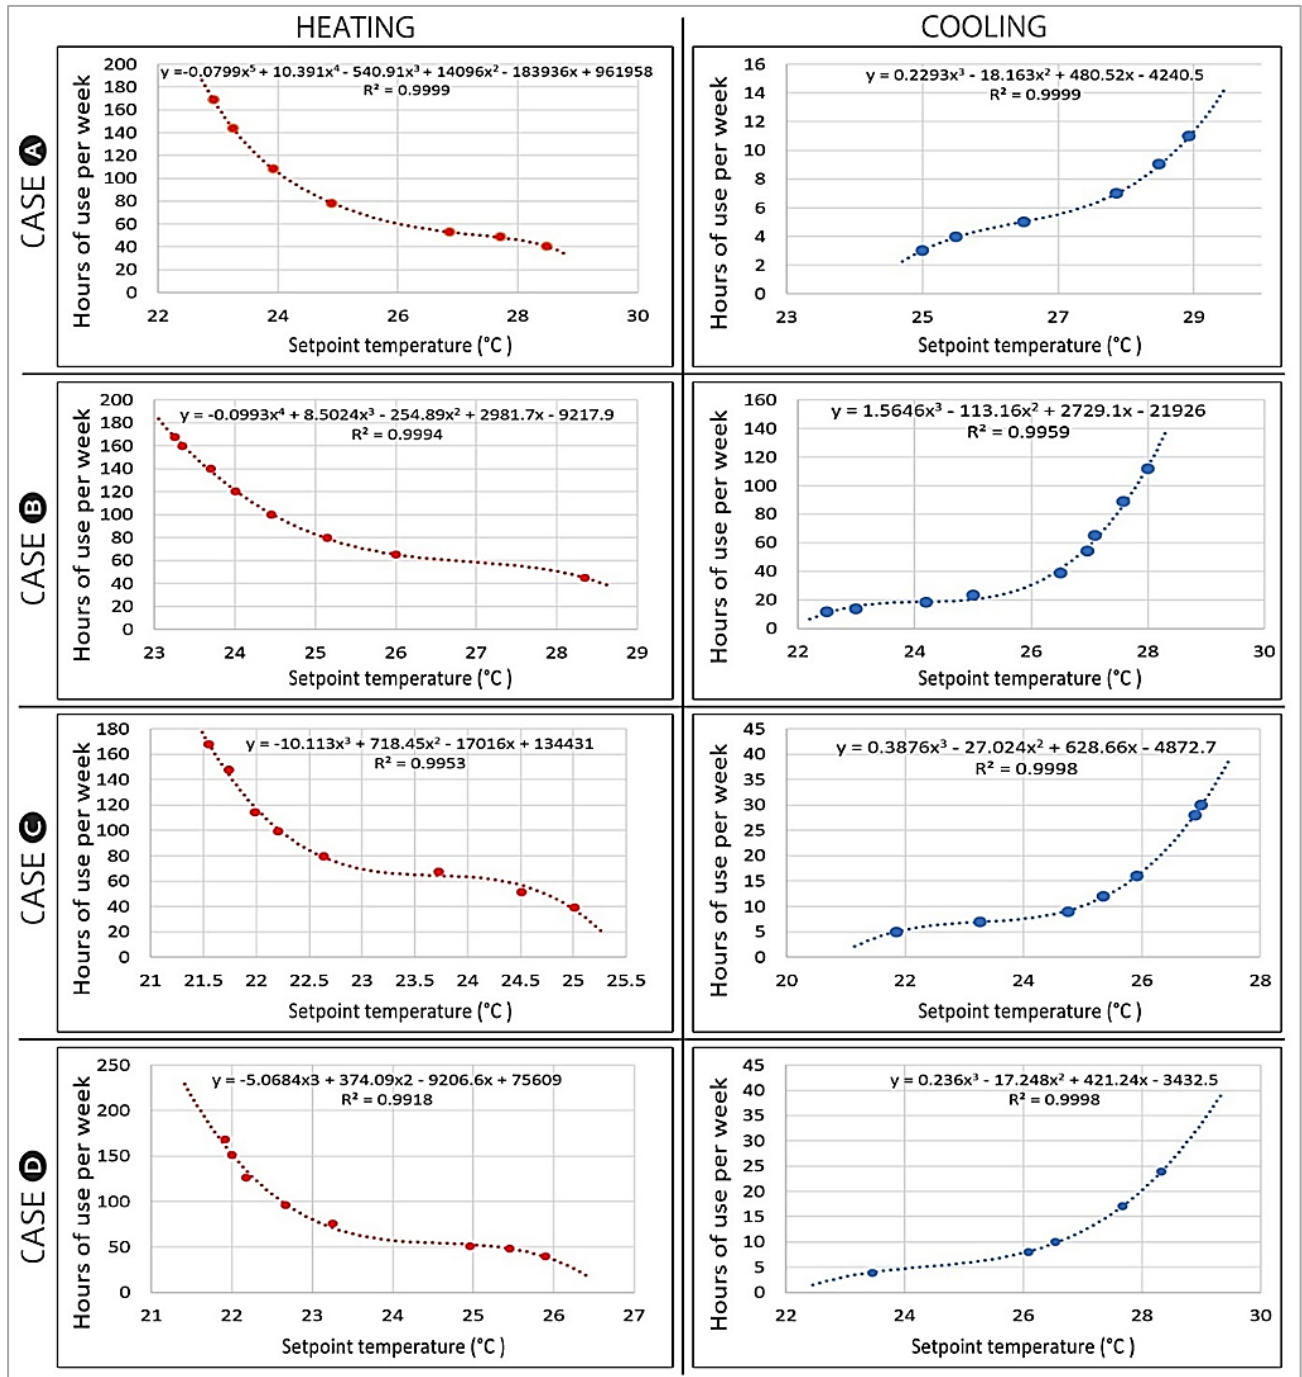 HEATING
COOLING
CASE A
Hours of use per week
200
180
160
140
120
100
80
60
40
20
0
y =-0.0799x⁵ + 10.391x⁴ - 540.91x³ + 14096x² - 183936x + 961958
R² = 0.9999
22 24 26 28 30
Setpoint temperature (°C )
Hours of use per week
16
14
12
10
8
6
4
2
0
y = 0.2293x³ - 18.163x² + 480.52x - 4240.5
R² = 0.9999
23 25 27 29
Setpoint temperature (°C )
CASE B
Hours of use per week
200
180
160
140
120
100
80
60
40
20
0
y = -0.0993x⁴ + 8.5024x³ - 254.89x² + 2981.7x - 9217.9
R² = 0.9994
23 24 25 26 27 28 29
Setpoint temperature (°C )
Hours of use per week
160
140
120
100
80
60
40
20
0
y = 1.5646x³ - 113.16x² + 2729.1x - 21926
R² = 0.9959
22 24 26 28 30
Setpoint temperature (°C )
CASE C
Hours of use per week
180
160
140
120
100
80
60
40
20
0
y = -10.113x³ + 718.45x² - 17016x + 134431
R² = 0.9953
21 21.5 22 22.5 23 23.5 24 24.5 25 25.5
Setpoint temperature (°C )
Hours of use per week
45
40
35
30
25
20
15
10
5
0
y = 0.3876x³ - 27.024x² + 628.66x - 4872.7
R² = 0.9998
20 22 24 26 28
Setpoint temperature (°C )
CASE D
Hours of use per week
250
200
150
100
50
0
y = -5.0684x3 + 374.09x2 - 9206.6x + 75609
R² = 0.9918
21 22 23 24 25 26 27
Setpoint temperature (°C )
Hours of use per week
45
40
35
30
25
20
15
10
5
0
y = 0.236x³ - 17.248x² + 421.24x - 3432.5
R² = 0.9998
22 24 26 28 30
Setpoint temperature (°C )